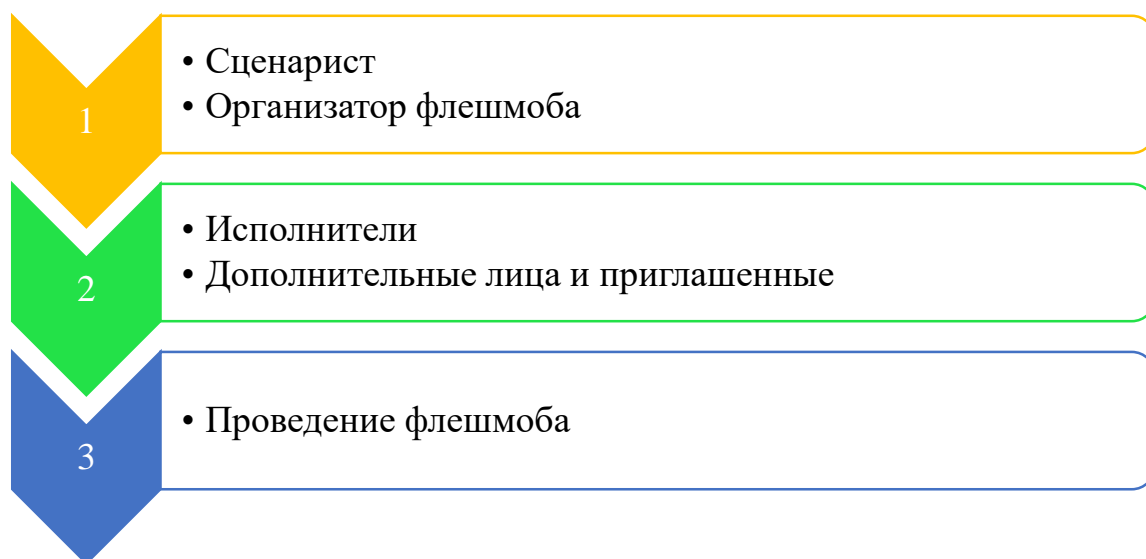 1
• Сценарист
• Организатор флешмоба
2
• Исполнители
• Дополнительные лица и приглашенные
3
• Проведение флешмоба